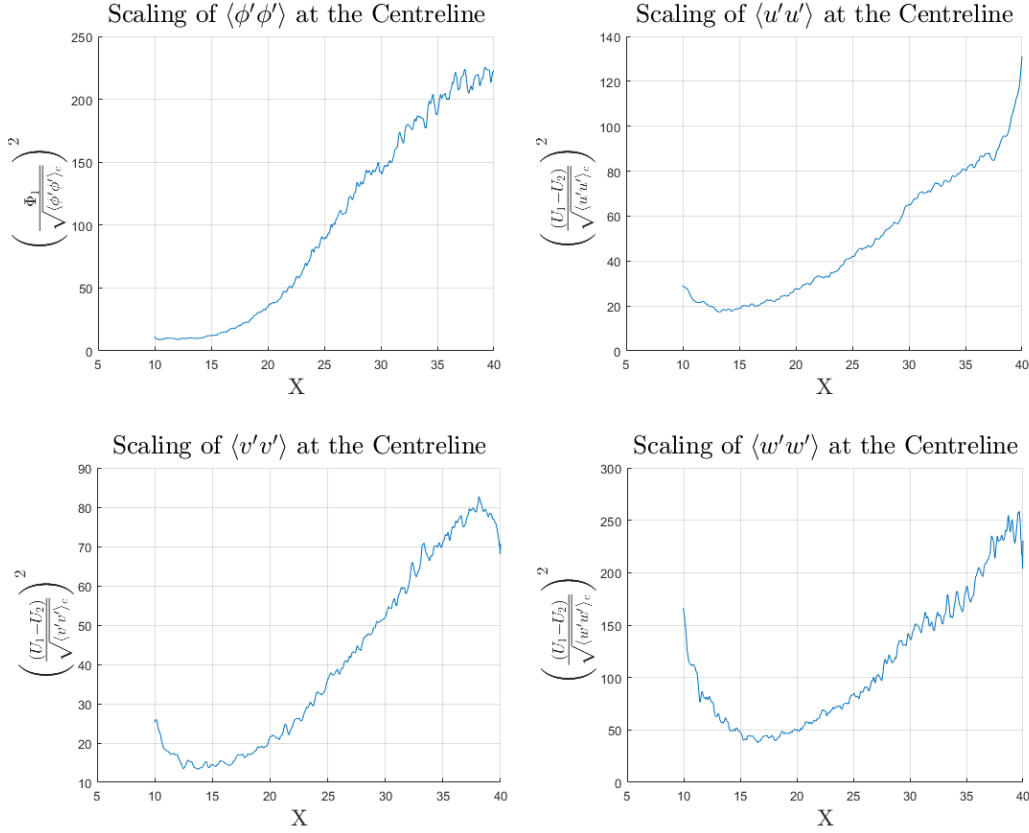 Scaling of ⟨ϕ′ϕ′⟩ at the Centreline
250
200
150
100
50
0
5 10 15 20 25 30 35 40
X
(Φ₁/√⟨ϕ′ϕ′⟩c)²
Scaling of ⟨u′u′⟩ at the Centreline
140
120
100
80
60
40
20
0
5 10 15 20 25 30 35 40
X
((U₁−U₂)/√⟨u′u′⟩c)²
Scaling of ⟨v′v′⟩ at the Centreline
90
80
70
60
50
40
30
20
10
5 10 15 20 25 30 35 40
X
((U₁−U₂)/√⟨v′v′⟩c)²
Scaling of ⟨w′w′⟩ at the Centreline
300
250
200
150
100
50
0
5 10 15 20 25 30 35 40
X
((U₁−U₂)/√⟨w′w′⟩c)²